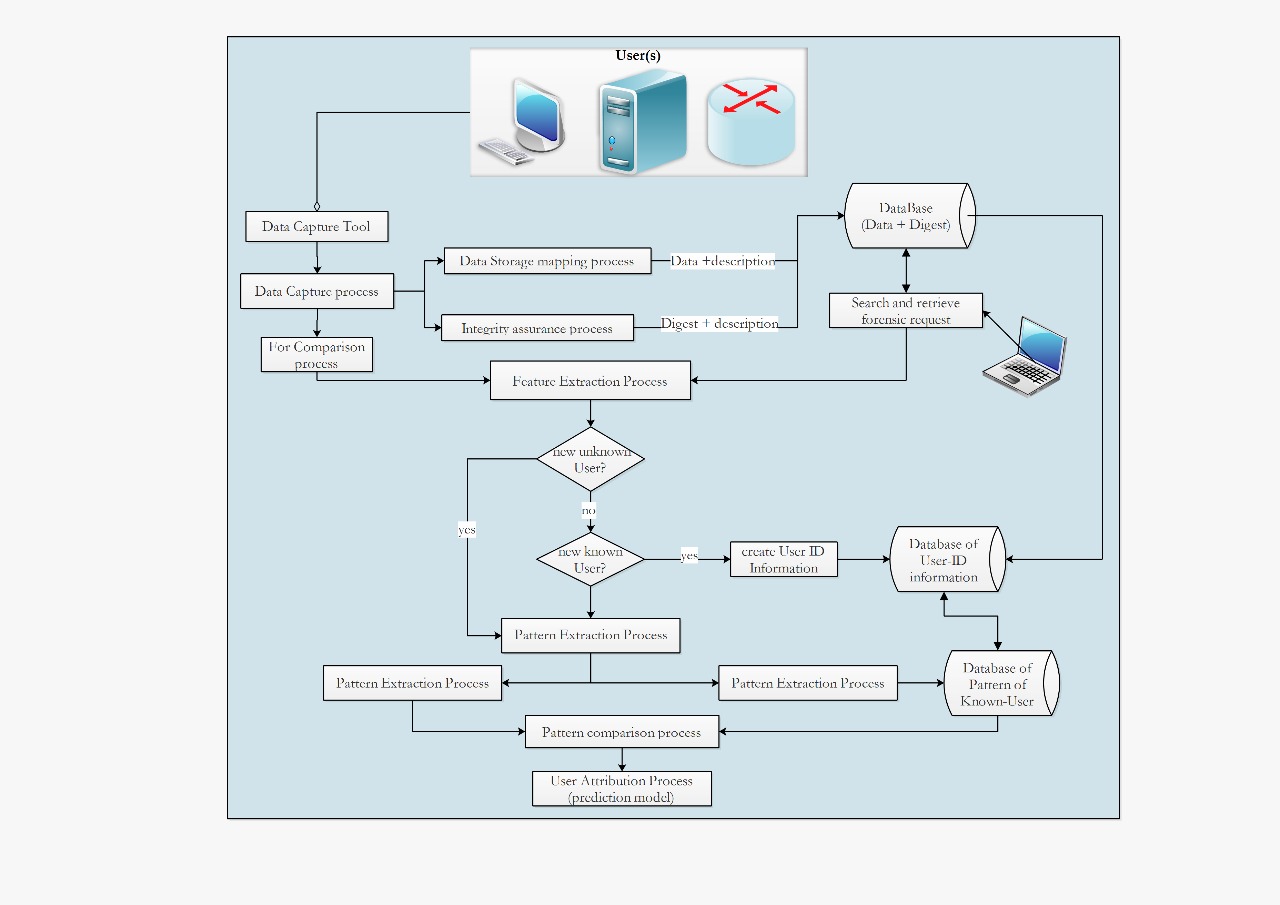 User(s)
DataBase
(Data + Digest)
Data Capture Tool
Data Storage mapping process
Data +description
Data Capture process
Search and retrieve
forensic request
Integrity assurance process
Digest + description
For Comparison
process
Feature Extraction Process
new unknown
User?
no
yes
new known
User?
yes
create User ID
Information
Database of
User-ID
information
Pattern Extraction Process
Pattern Extraction Process
Pattern Extraction Process
Database of
Pattern of
Known-User
Pattern comparison process
User Attribution Process
(prediction model)